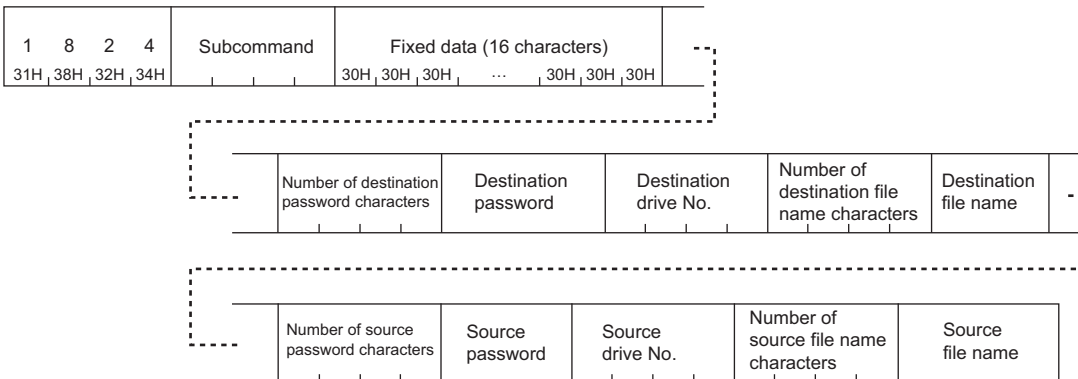 1 8 2 4
Subcommand
Fixed data (16 characters)
31H 38H 32H 34H
30H 30H 30H ... 30H 30H 30H
Number of destination
password characters
Destination
password
Destination
drive No.
Number of
destination file
name characters
Destination
file name
Number of source
password characters
Source
password
Source
drive No.
Number of
source file name
characters
Source
file name